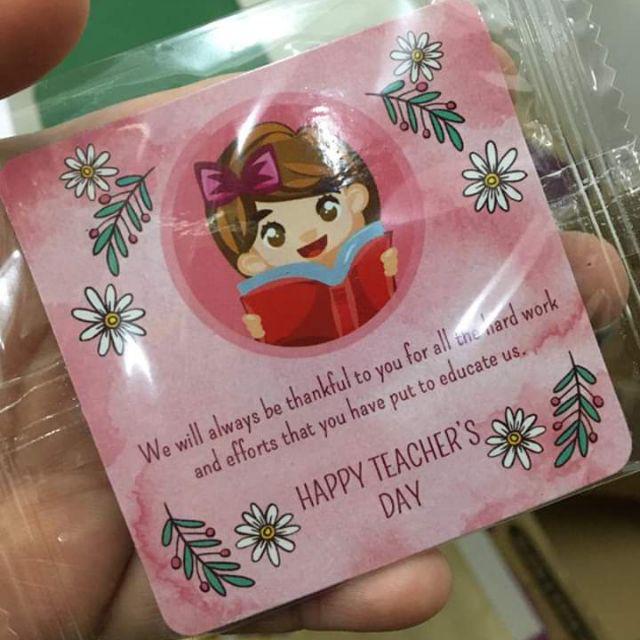 We will always be thankful to you for all the hard work
and efforts that you have put to educate us.
HAPPY TEACHER'S
DAY